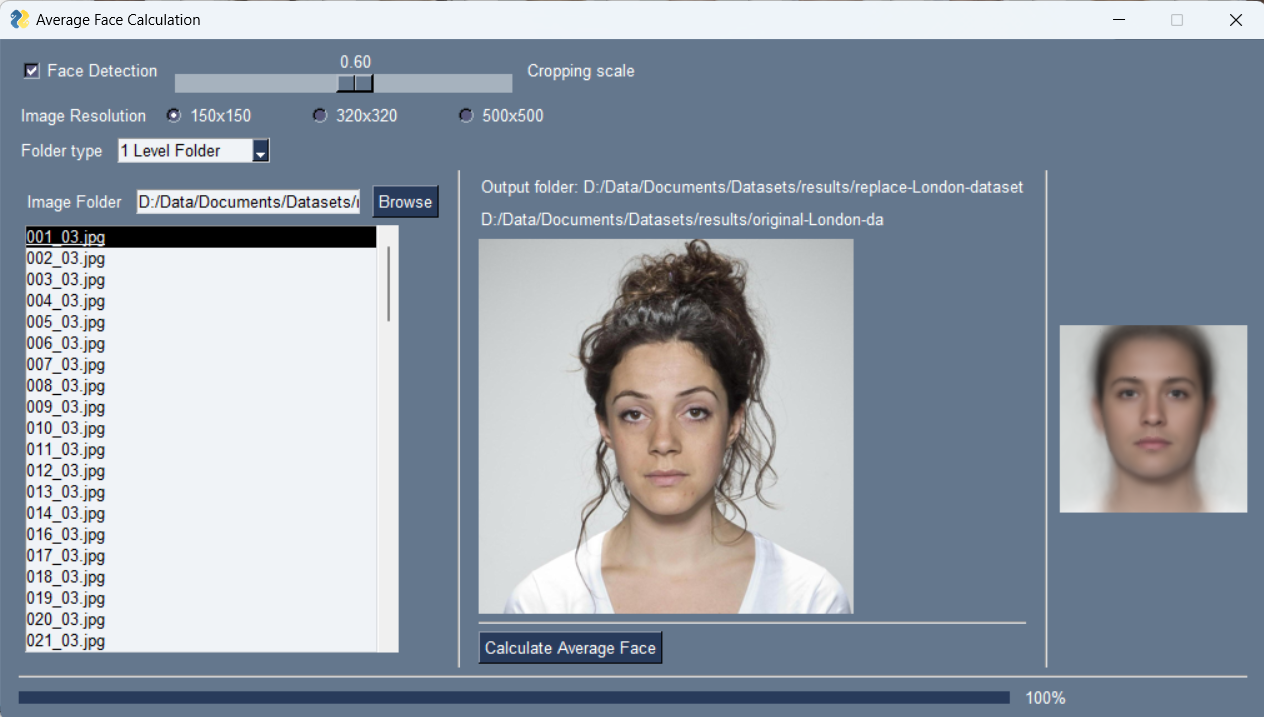 Average Face Calculation
0.60
Face Detection
Cropping scale
Image Resolution 150x150 320x320 500x500
Folder type 1 Level Folder
Image Folder D:/Data/Documents/Datasets/ Browse
001_03.jpg
002_03.jpg
003_03.jpg
004_03.jpg
005_03.jpg
006_03.jpg
007_03.jpg
008_03.jpg
009_03.jpg
010_03.jpg
011_03.jpg
012_03.jpg
013_03.jpg
014_03.jpg
016_03.jpg
017_03.jpg
018_03.jpg
019_03.jpg
020_03.jpg
021_03.jpg
Output folder: D:/Data/Documents/Datasets/results/replace-London-dataset
D:/Data/Documents/Datasets/results/original-London-da
Calculate Average Face
100%